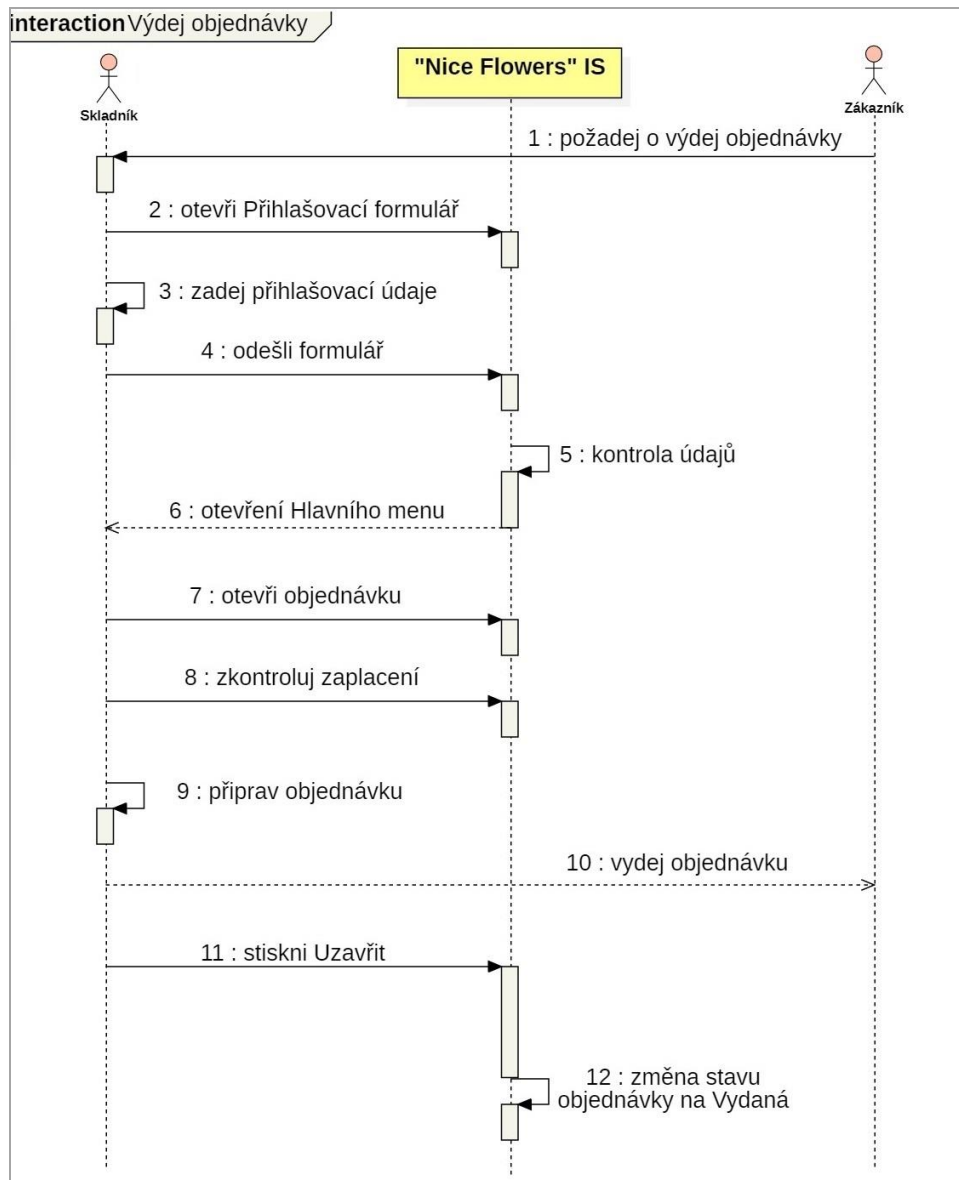 interaction Výdej objednávky
"Nice Flowers" IS
Skladník
Zákazník
1 : požadej o výdej objednávky
2 : otevři Přihlašovací formulář
3 : zadej přihlašovací údaje
4 : odešli formulář
5 : kontrola údajů
6 : otevření Hlavního menu
7 : otevři objednávku
8 : zkontroluj zaplacení
9 : připrav objednávku
10 : vydej objednávku
11 : stiskni Uzavřit
12 : změna stavu
objednávky na Vydaná